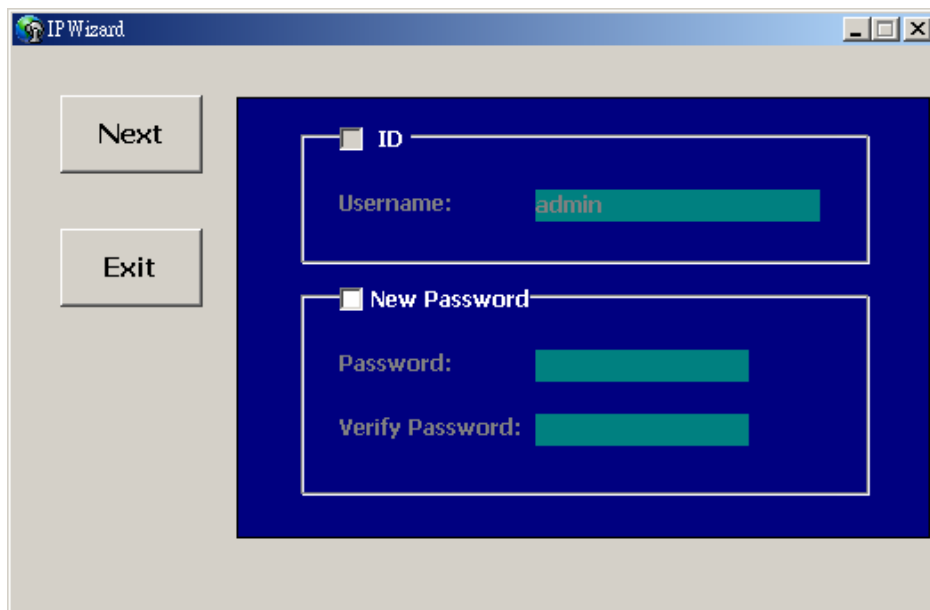 IP Wizard
Next
Exit
ID
Username: admin
New Password
Password:
Verify Password: